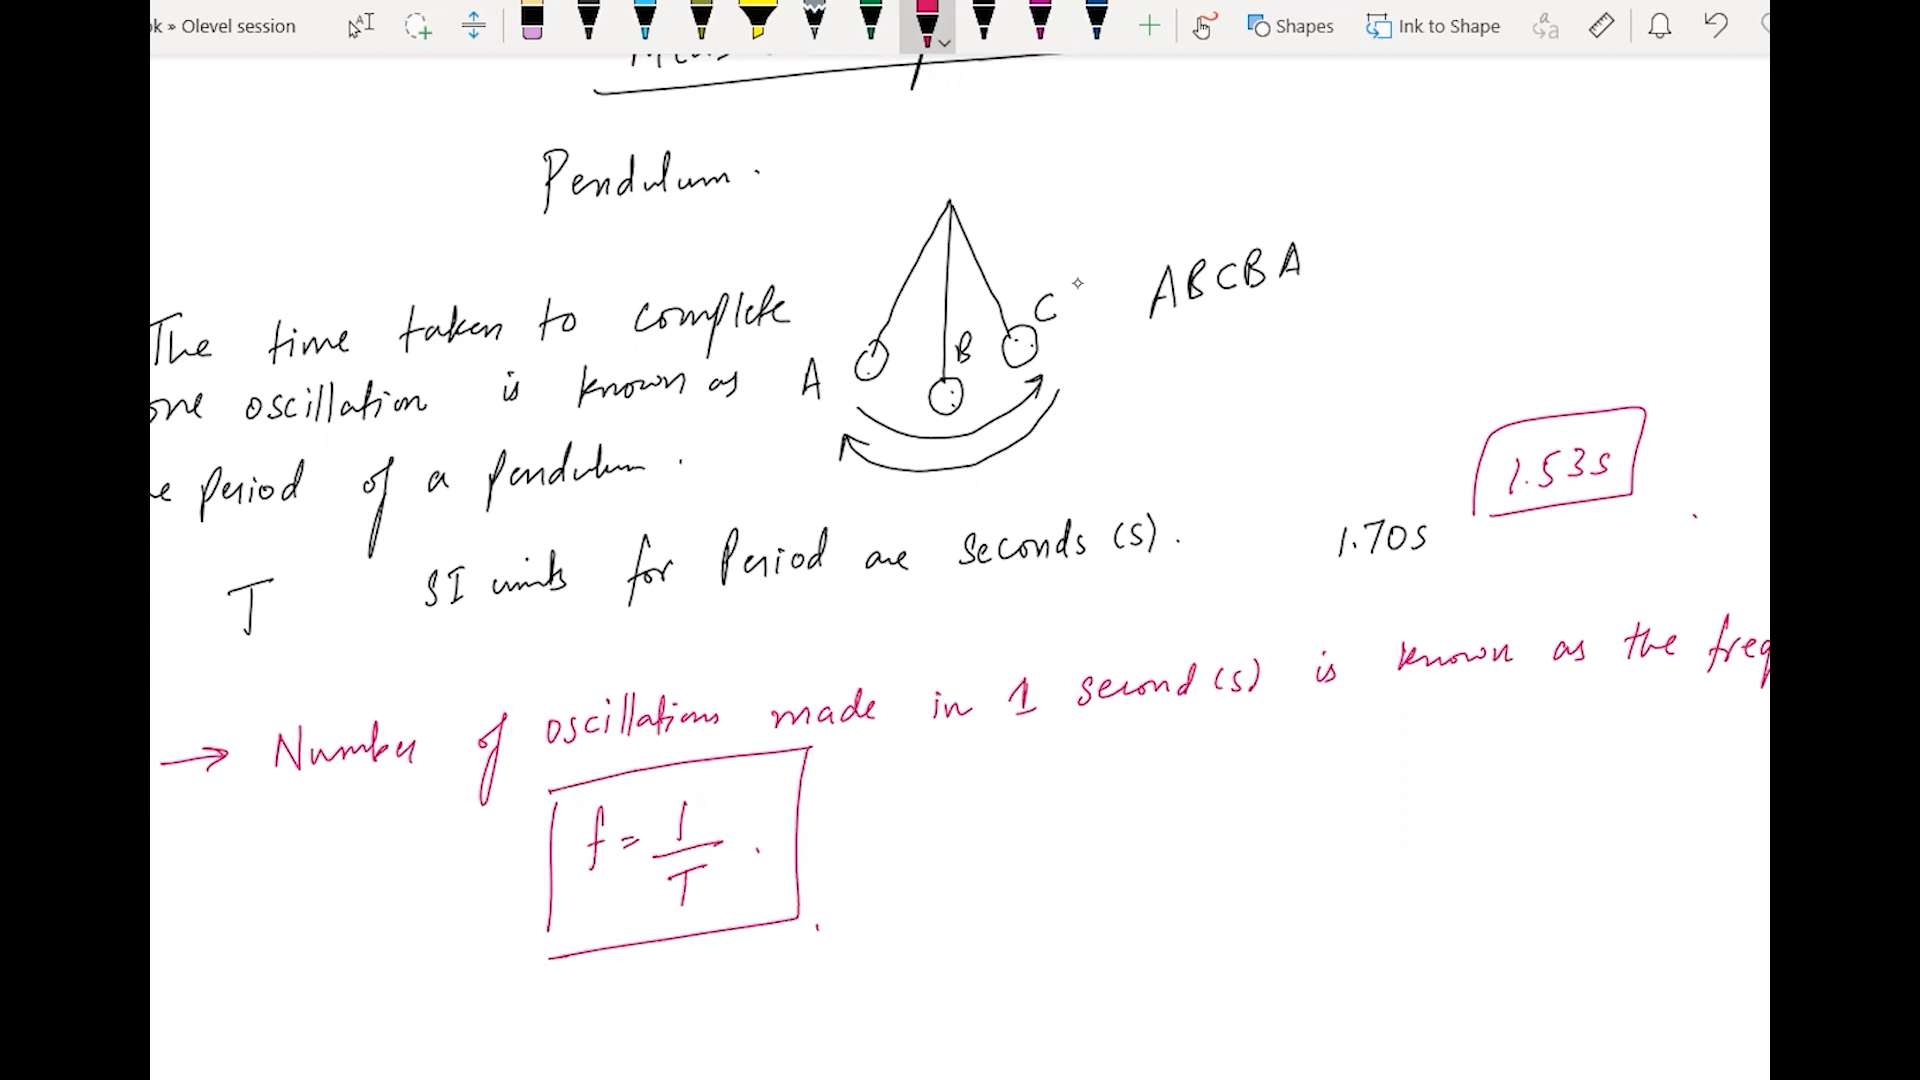 ok » Olevel session
Shapes
Ink to Shape
Pendulum.
A B C B A
The time taken to complete
one oscillation is known as
period of a pendulum.
A
B
C
1.53s
T
SI units for Period are seconds (s).
1.70s
→ Number of oscillations made in 1 second (s) is known as the freq
f = 1/T.